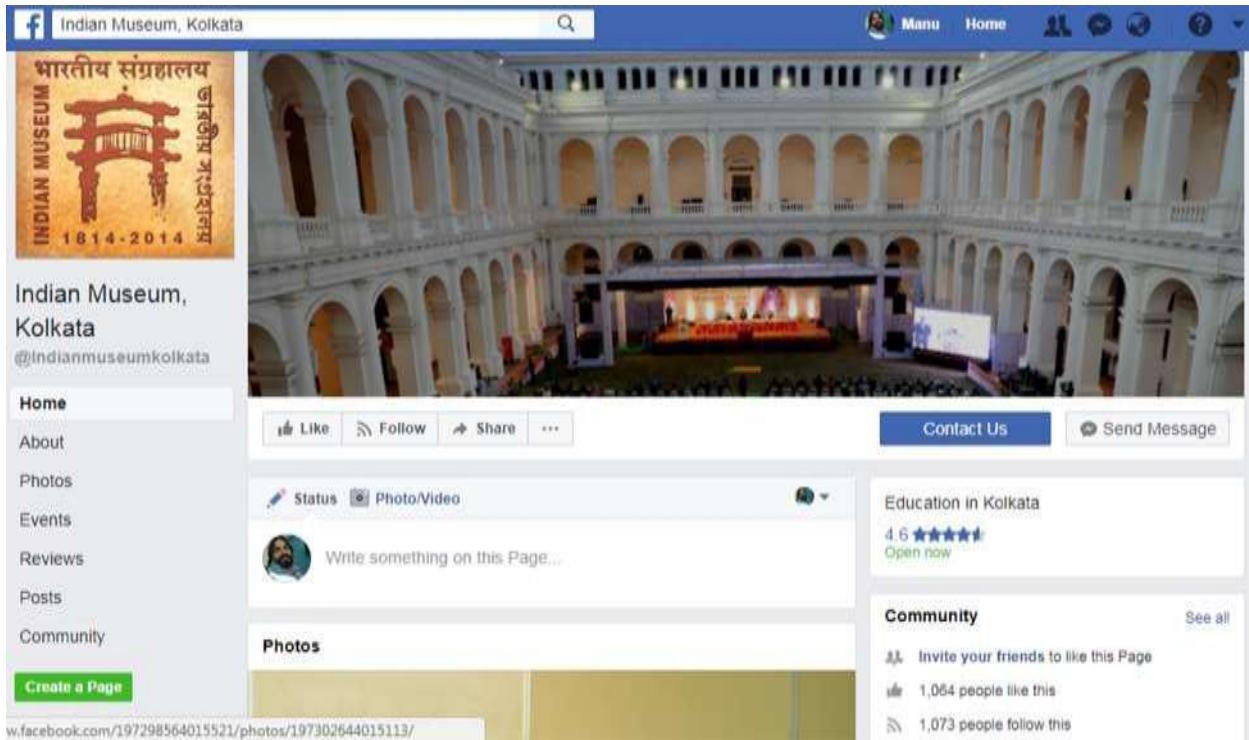 Indian Museum, Kolkata
Manu Home
भारतीय संग्रहालय
INDIAN MUSEUM
1814-2014
Indian Museum,
Kolkata
@Indianmuseumkolkata
Home
About
Photos
Events
Reviews
Posts
Community
Create a Page
Like Follow Share ...
Contact Us Send Message
Status Photo/Video
Write something on this Page...
Photos
Education in Kolkata
4.6
Open now
Community See all
Invite your friends to like this Page
1,064 people like this
1,073 people follow this
w.facebook.com/197298564015521/photos/197302644015113/